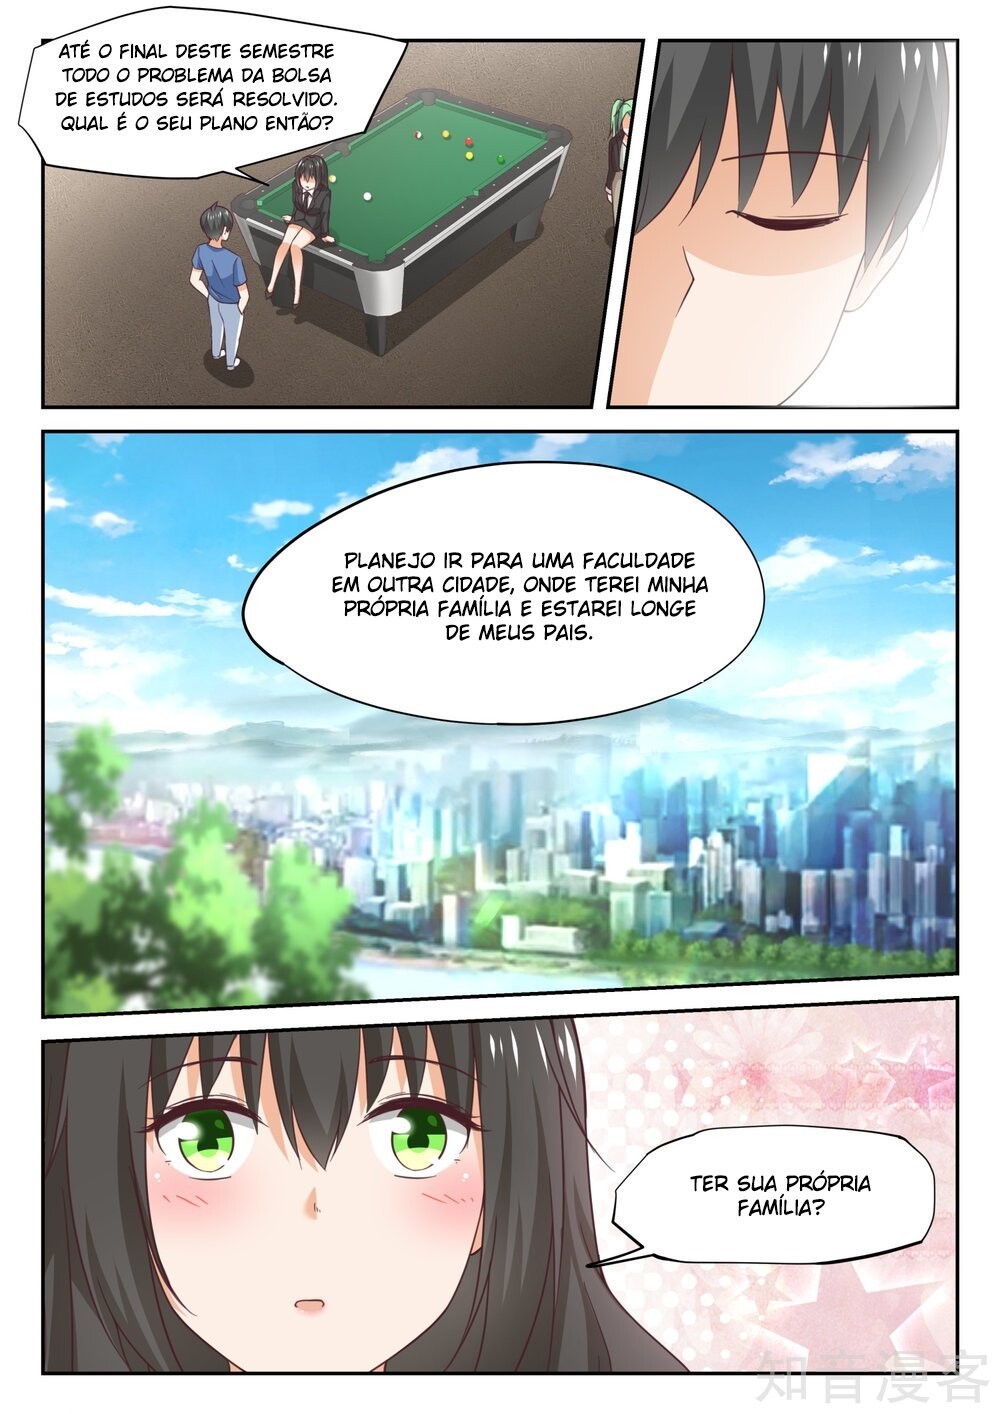 ATÉ O FINAL DESTE SEMESTRE
TODO O PROBLEMA DA BOLSA
DE ESTUDOS SERÁ RESOLVIDO.
QUAL É O SEU PLANO ENTÃO?
PLANEJO IR PARA UMA FACULDADE
EM OUTRA CIDADE, ONDE TEREI MINHA
PRÓPRIA FAMÍLIA E ESTAREI LONGE
DE MEUS PAIS.
TER SUA PRÓPRIA
FAMÍLIA?
知音漫客